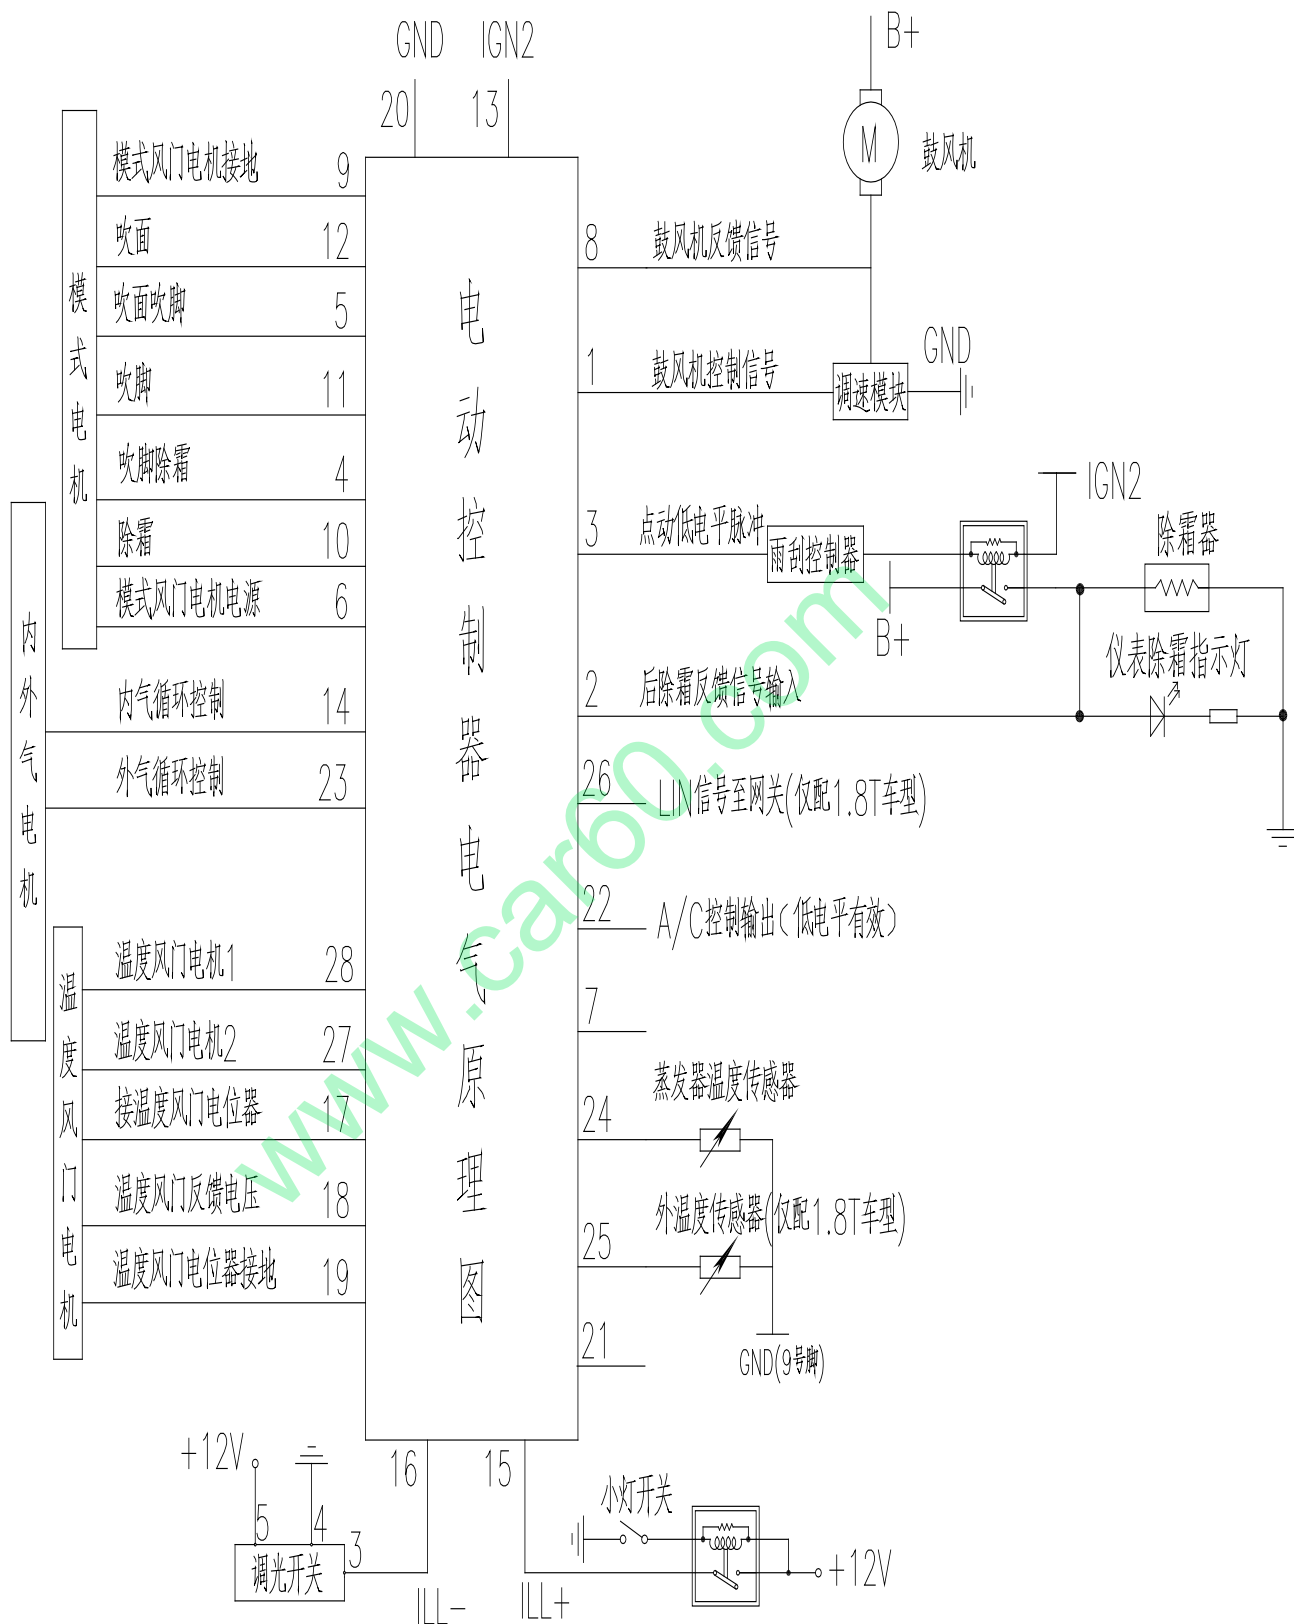 GND
IGN2
20
13
B+
M
鼓风机
模式电机
模式风门电机接地 9
吹面 12
吹面吹脚 5
吹脚 11
吹脚除霜 4
除霜 10
模式风门电机电源 6
内外气电机
内气循环控制 14
外气循环控制 23
温度风门电机
温度风门电机1 28
温度风门电机2 27
接温度风门电位器 17
温度风门反馈电压 18
温度风门电位器接地 19
电动控制器电气原理图
8 鼓风机反馈信号
1 鼓风机控制信号
调速模块
GND
3 点动低电平脉冲
雨刮控制器
IGN2
B+
除霜器
仪表除霜指示灯
2 后除霜反馈信号输入
26 LIN信号至网关(仅配1.8T车型)
22 A/C控制输出(低电平有效)
7
24 蒸发器温度传感器
25 外温度传感器(仅配1.8T车型)
21
GND(9号脚)
16
15
+12V
5
4
3
调光开关
ILL-
ILL+
小灯开关
+12V
www.car60.com